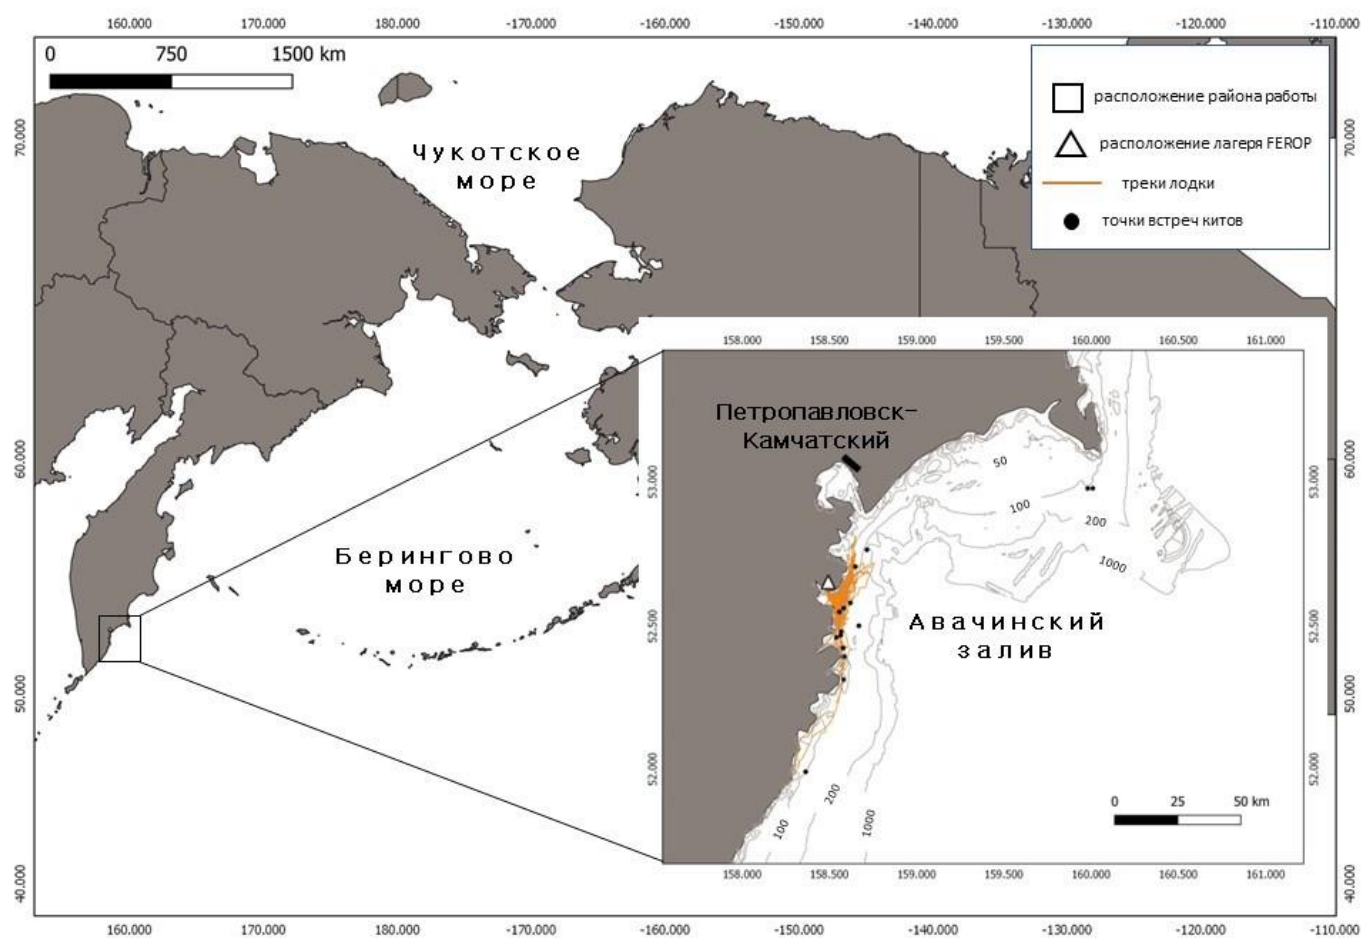 160.000 170.000 180.000 -170.000 -160.000 -150.000 -140.000 -130.000 -120.000 -110.000
0 750 1500 km
расположение района работы
расположение лагеря FEROP
треки лодки
точки встреч китов
70.000 70.000
Чукотское
море
60.000 60.000
Берингово
море
50.000 50.000
40.000 40.000
158.000 158.500 159.000 159.500 160.000 160.500 161.000
Петропавловск-
Камчатский
53.000 53.000
50
100
200
1000
Авачинский
залив
52.500 52.500
52.000 52.000
100
200
1000
0 25 50 km
158.000 158.500 159.000 159.500 160.000 160.500 161.000
160.000 170.000 180.000 -170.000 -160.000 -150.000 -140.000 -130.000 -120.000 -110.000